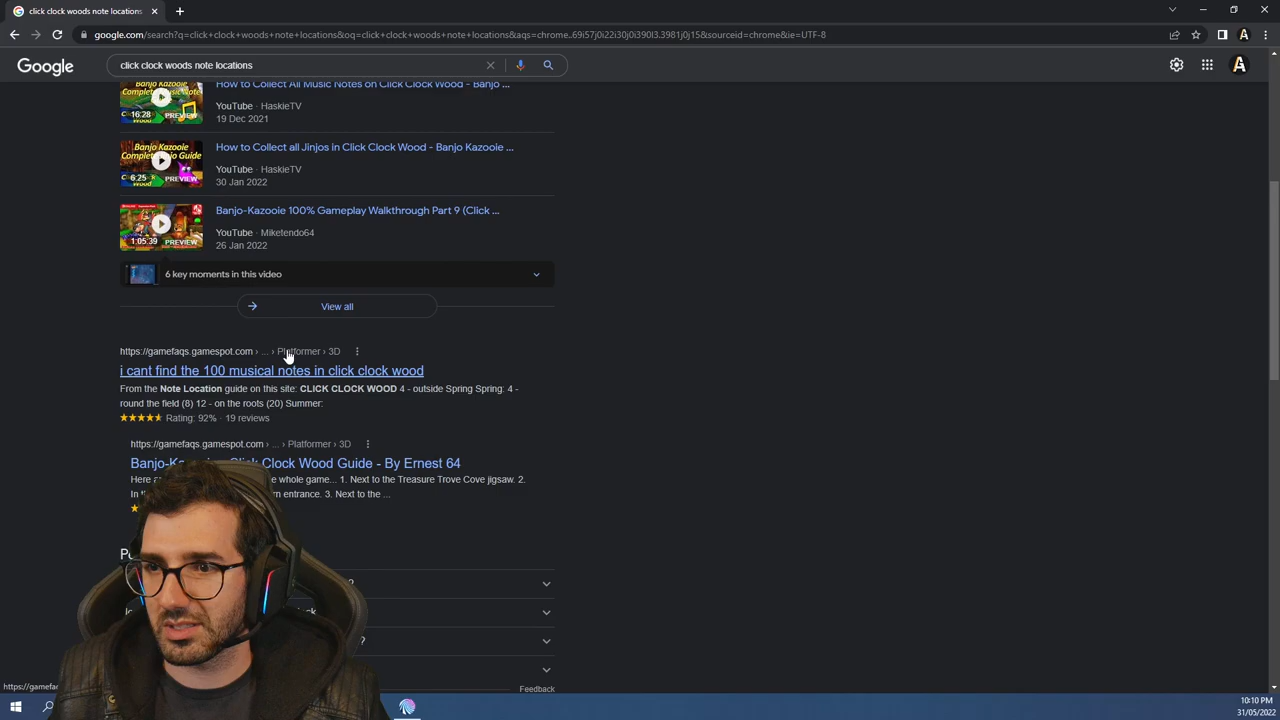 click clock woods note locations
google.com/search?q=click+clock+woods+note+locations&oq=click+clock+woods+note+locations&aqs=chrome..69i57j0i22i30j0i390l3.3981j0j15&sourceid=chrome&ie=UTF-8
Google
click clock woods note locations
A
How to Collect All Music Notes on Click Clock Wood - Banjo ...
YouTube · HaskieTV
19 Dec 2021
16:28
PREVIEW
How to Collect all Jinjos in Click Clock Wood - Banjo Kazooie ...
YouTube · HaskieTV
30 Jan 2022
Banjo Kazooie
6:25
PREVIEW
Banjo-Kazooie 100% Gameplay Walkthrough Part 9 (Click ...
YouTube · Miketendo64
26 Jan 2022
1:05:39
PREVIEW
6 key moments in this video
View all
https://gamefaqs.gamespot.com › ... › Platformer › 3D
i cant find the 100 musical notes in click clock wood
From the Note Location guide on this site: CLICK CLOCK WOOD 4 - outside Spring Spring: 4 -
round the field (8) 12 - on the roots (20) Summer:
Rating: 92% · 19 reviews
https://gamefaqs.gamespot.com › ... › Platformer › 3D
Clock Wood Guide - By Ernest 64
whole game... 1. Next to the Treasure Trove Cove jigsaw. 2.
entrance. 3. Next to the ...
Feedback
10:10 PM
31/05/2022